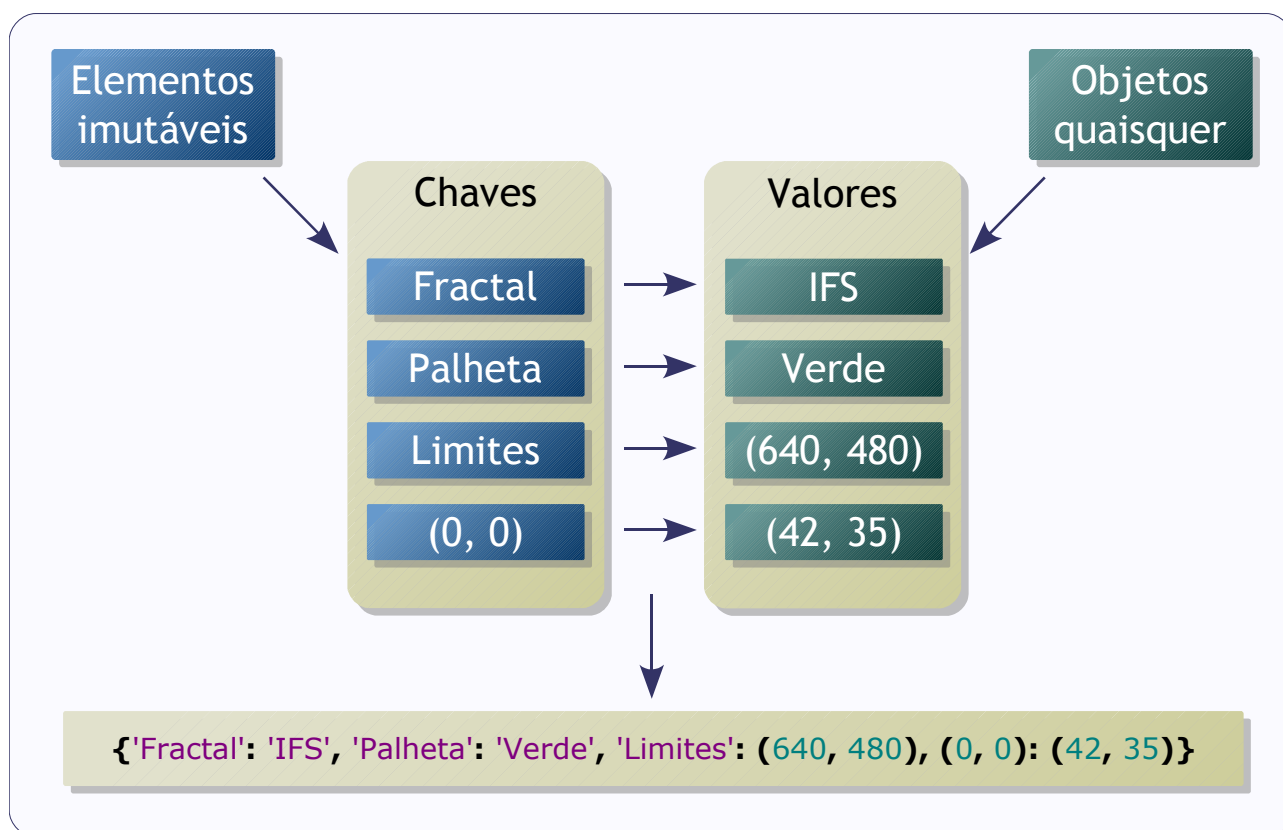 Elementos
imutáveis
Objetos
quaisquer
Chaves
Valores
Fractal
IFS
Palheta
Verde
Limites
(640, 480)
(0, 0)
(42, 35)
{'Fractal': 'IFS', 'Palheta': 'Verde', 'Limites': (640, 480), (0, 0): (42, 35)}